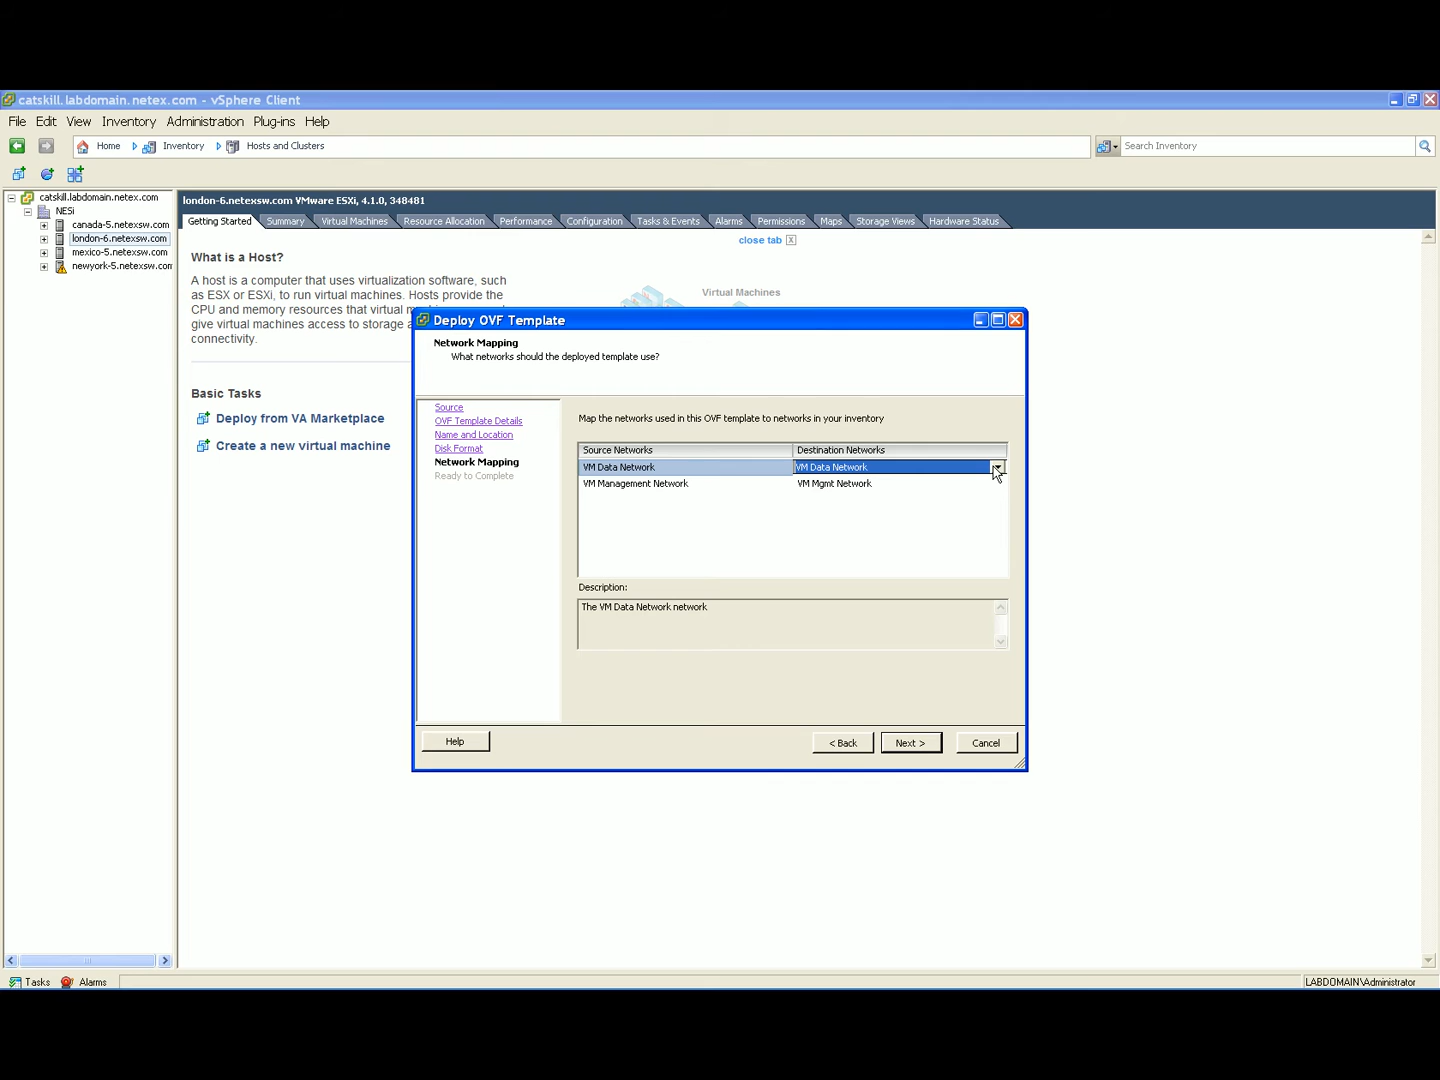 catskill.labdomain.netex.com - vSphere Client
File Edit View Inventory Administration Plug-ins Help
Home Inventory Hosts and Clusters
Search Inventory
catskill.labdomain.netex.com
NESi
canada-5.netexsw.com
london-6.netexsw.com
mexico-5.netexsw.com
newyork-5.netexsw.com
london-6.netexsw.com VMware ESXi, 4.1.0, 348481
Getting Started Summary Virtual Machines Resource Allocation Performance Configuration Tasks & Events Alarms Permissions Maps Storage Views Hardware Status
close tab X
What is a Host?
A host is a computer that uses virtualization software, such
as ESX or ESXi, to run virtual machines. Hosts provide the
CPU and memory resources that virtual
give virtual machines access to storage
connectivity.
Virtual Machines
Basic Tasks
Deploy from VA Marketplace
Create a new virtual machine
Deploy OVF Template
Network Mapping
What networks should the deployed template use?
Source
OVF Template Details
Name and Location
Disk Format
Network Mapping
Ready to Complete
Map the networks used in this OVF template to networks in your inventory
Source Networks Destination Networks
VM Data Network VM Data Network
VM Management Network VM Mgmt Network
Description:
The VM Data Network network
Help < Back Next > Cancel
Tasks Alarms
LABDOMAIN\Administrator